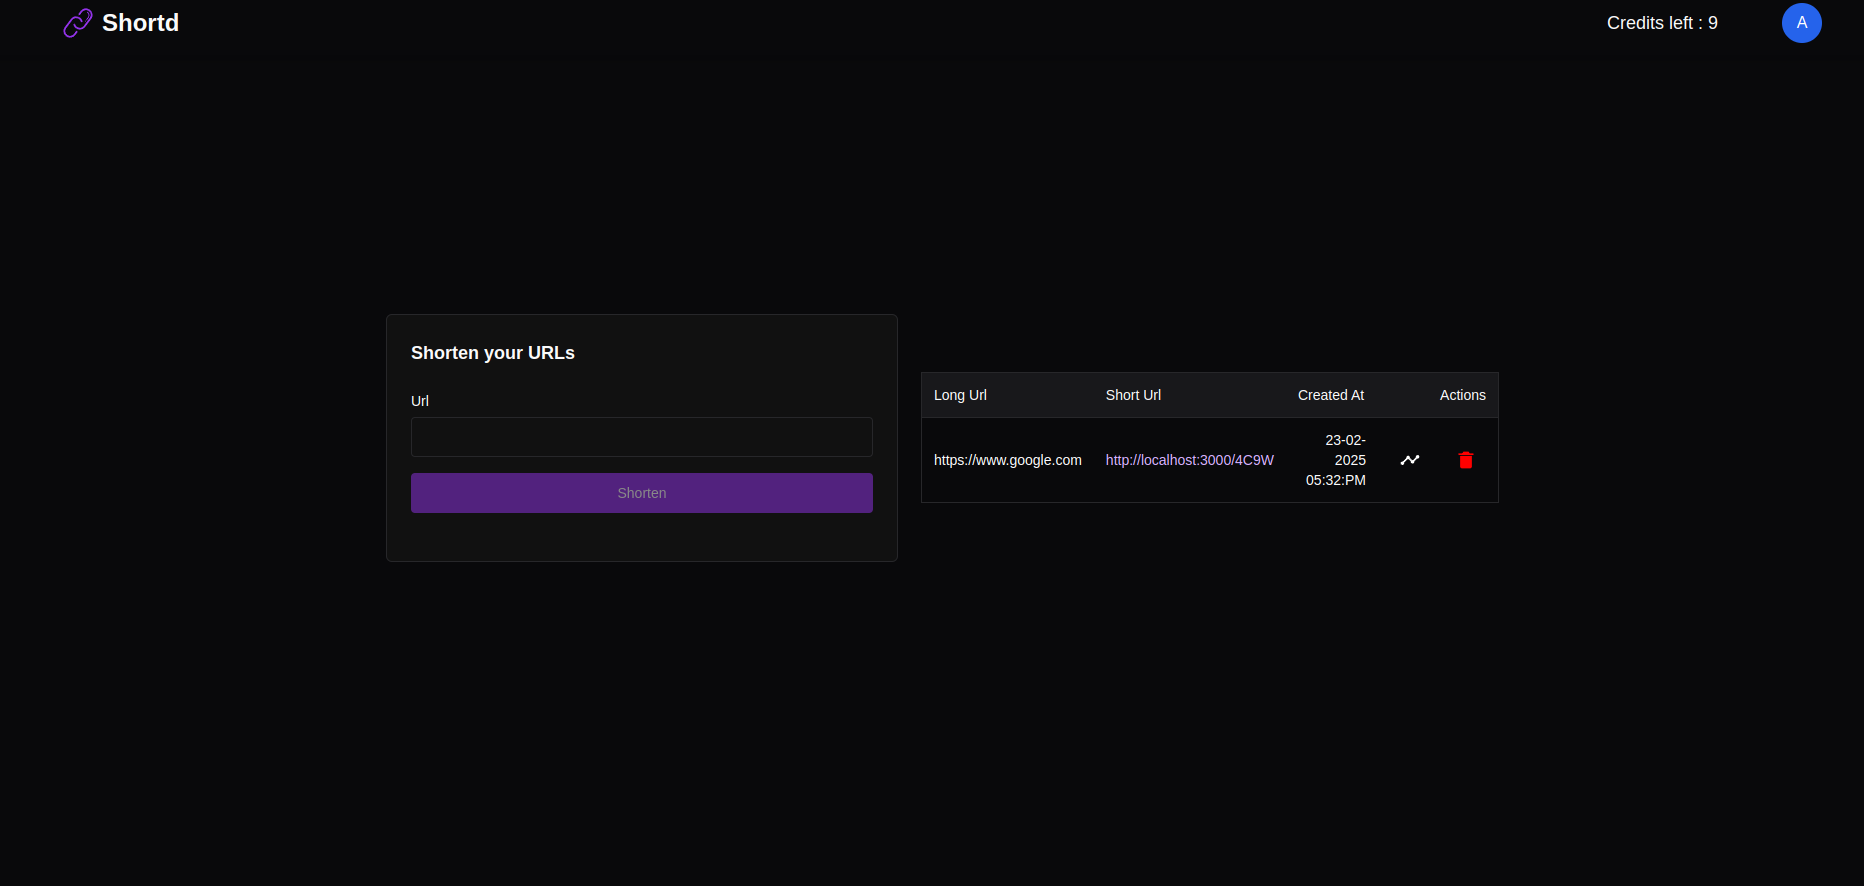 Shortd
Credits left : 9
A
Shorten your URLs
Url
Shorten
Long Url Short Url Created At Actions
https://www.google.com http://localhost:3000/4C9W 23-02-
2025
05:32:PM